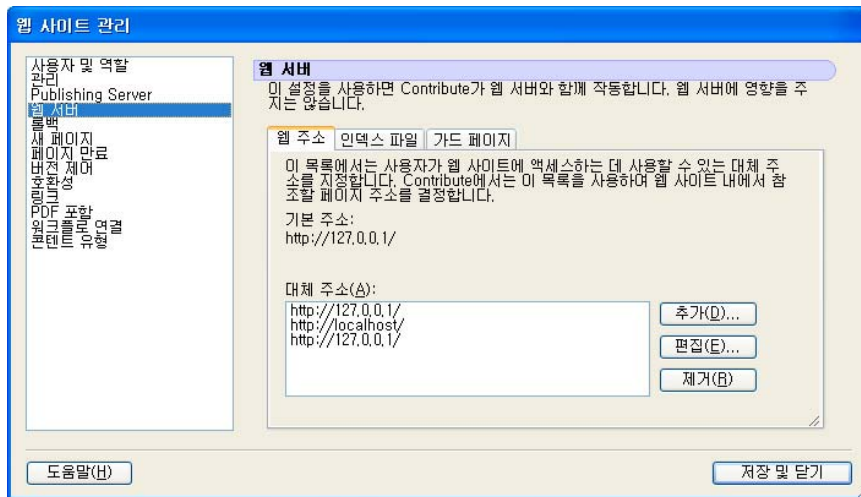 웹 사이트 관리
사용자 및 역할
관리
Publishing Server
웹 서버
롤백
새 페이지
페이지 만료
버전 제어
호환성
링크
PDF 포함
워크플로 연결
콘텐트 유형
웹 서버
이 설정을 사용하면 Contribute가 웹 서버와 함께 작동합니다. 웹 서버에 영향을 주
지는 않습니다.
웹 주소 인덱스 파일 가드 페이지
이 목록에서는 사용자가 웹 사이트에 액세스하는 데 사용할 수 있는 대체 주
소를 지정합니다. Contribute에서는 이 목록을 사용하여 웹 사이트 내에서 참
조할 페이지 주소를 결정합니다.
기본 주소:
http://127.0.0.1/
대체 주소(A):
http://127.0.0.1/
http://localhost/
http://127.0.0.1/
추가(D)...
편집(E)...
제거(R)
도움말(H)
저장 및 닫기